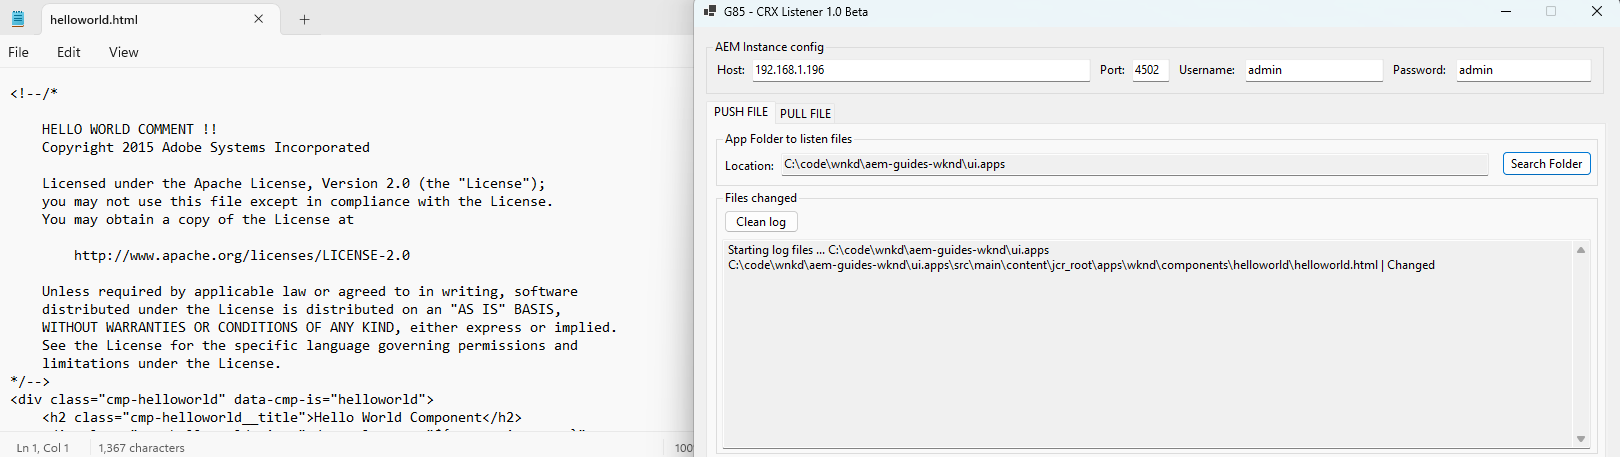 helloworld.html
File Edit View
<!--/*
HELLO WORLD COMMENT !!
Copyright 2015 Adobe Systems Incorporated
Licensed under the Apache License, Version 2.0 (the "License");
you may not use this file except in compliance with the License.
You may obtain a copy of the License at
http://www.apache.org/licenses/LICENSE-2.0
Unless required by applicable law or agreed to in writing, software
distributed under the License is distributed on an "AS IS" BASIS,
WITHOUT WARRANTIES OR CONDITIONS OF ANY KIND, either express or implied.
See the License for the specific language governing permissions and
limitations under the License.
*/-->
<div class="cmp-helloworld" data-cmp-is="helloworld">
<h2 class="cmp-helloworld__title">Hello World Component</h2>
Ln 1, Col 1 1,367 characters 100
G85 - CRX Listener 1.0 Beta
AEM Instance config
Host: 192.168.1.196 Port: 4502 Username: admin Password: admin
PUSH FILE PULL FILE
App Folder to listen files
Location: C:\code\wnkd\aem-guides-wknd\ui.apps Search Folder
Files changed
Clean log
Starting log files ... C:\code\wnkd\aem-guides-wknd\ui.apps
C:\code\wnkd\aem-guides-wknd\ui.apps\src\main\content\jcr_root\apps\wknd\components\helloworld\helloworld.html | Changed